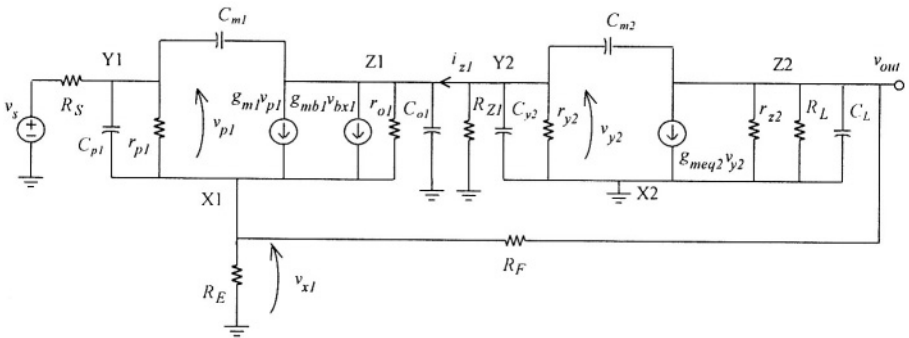 C_m1
C_m2
Y1
Z1
i_z1
Y2
Z2
v_out
R_S
v_s
C_p1
r_p1
v_p1
g_m1v_p1
g_mb1v_bx1
r_o1
C_o1
R_Z1
C_y2
r_y2
v_y2
g_meq2v_y2
r_z2
R_L
C_L
X1
X2
R_E
v_x1
R_F